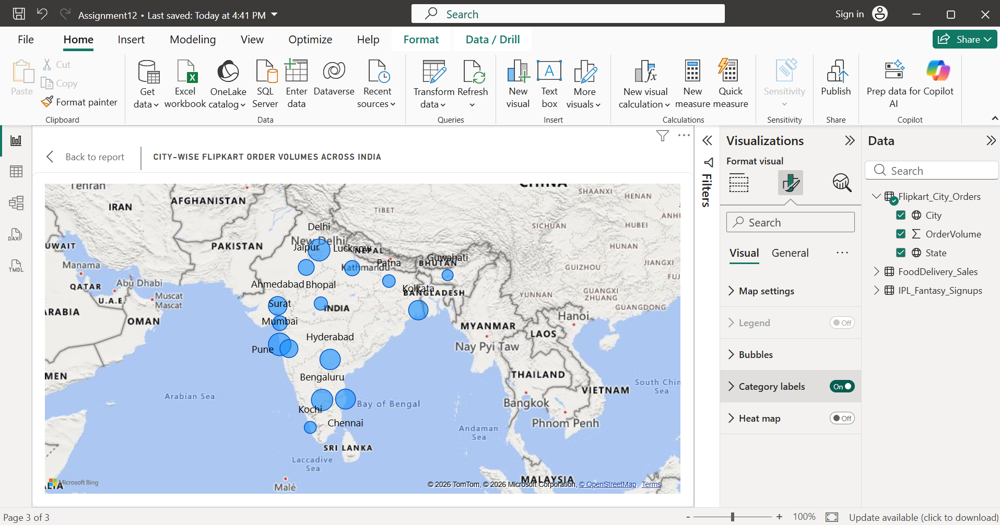 Assignment12 • Last saved: Today at 4:41 PM
Search
Sign in
File Home Insert Modeling View Optimize Help Format Data / Drill
Share
Paste
Cut
Copy
Format painter
Clipboard
Get data
Excel workbook
OneLake catalog
SQL Server
Enter data
Dataverse
Recent sources
Data
Transform data
Refresh
Queries
New visual
Text box
More visuals
Insert
New visual calculation
New measure
Quick measure
Calculations
Sensitivity
Sensitivity
Publish
Share
Prep data for AI
Copilot
Copilot
DAX
TMDL
Back to report
CITY-WISE FLIPKART ORDER VOLUMES ACROSS INDIA
Tehran
CHINA
SHAANXI
HENAN
AFGHANISTAN
IRAN
TIBET
ANHU
SICHUAN
HUBEI
Delhi
New Delhi
UWAIT
PAKISTAN
Jaipur
Lucknow
NEPAL
HUNAN
Guwahati
Patna
BHUTAN
JIANGXI
Manama
Kathmandu
GUIZHOU
FUJ
QATAR
Abu Dhabi
Ahmedabad
Bhopal
Kolkata
BANGLADESH
GUANGXI
ZHUANG
YUNNAN
U.A.E.
Muscat
Mascat
Surat
INDIA
GUANGDONG
ARABIA
OMAN
Mumbai
Hanoi
MYANMAR
LAOS
Hyderabad
Nay Pyi Taw
Pune
MEN
Bengaluru
THAILAND
VIETNAM
South Chin
Sea
Arabian Sea
Bay of Bengal
Bangkok
Kochi
Chennai
Phnom Penh
Andaman
Sea
SRI LANKA
Laccadive
Sea
Malé
MALAYSIA
ALIA
Microsoft Bing
© 2026 TomTom, © 2026 Microsoft Corporation, © OpenStreetMap Terms
Filters
Visualizations
Format visual
Search
Visual General
Map settings
Legend Off
Bubbles
Category labels On
Heat map Off
Data
Search
Flipkart_City_Orders
City
OrderVolume
State
FoodDelivery_Sales
IPL_Fantasy_Signups
Page 3 of 3
- + 100%
Update available (click to download)